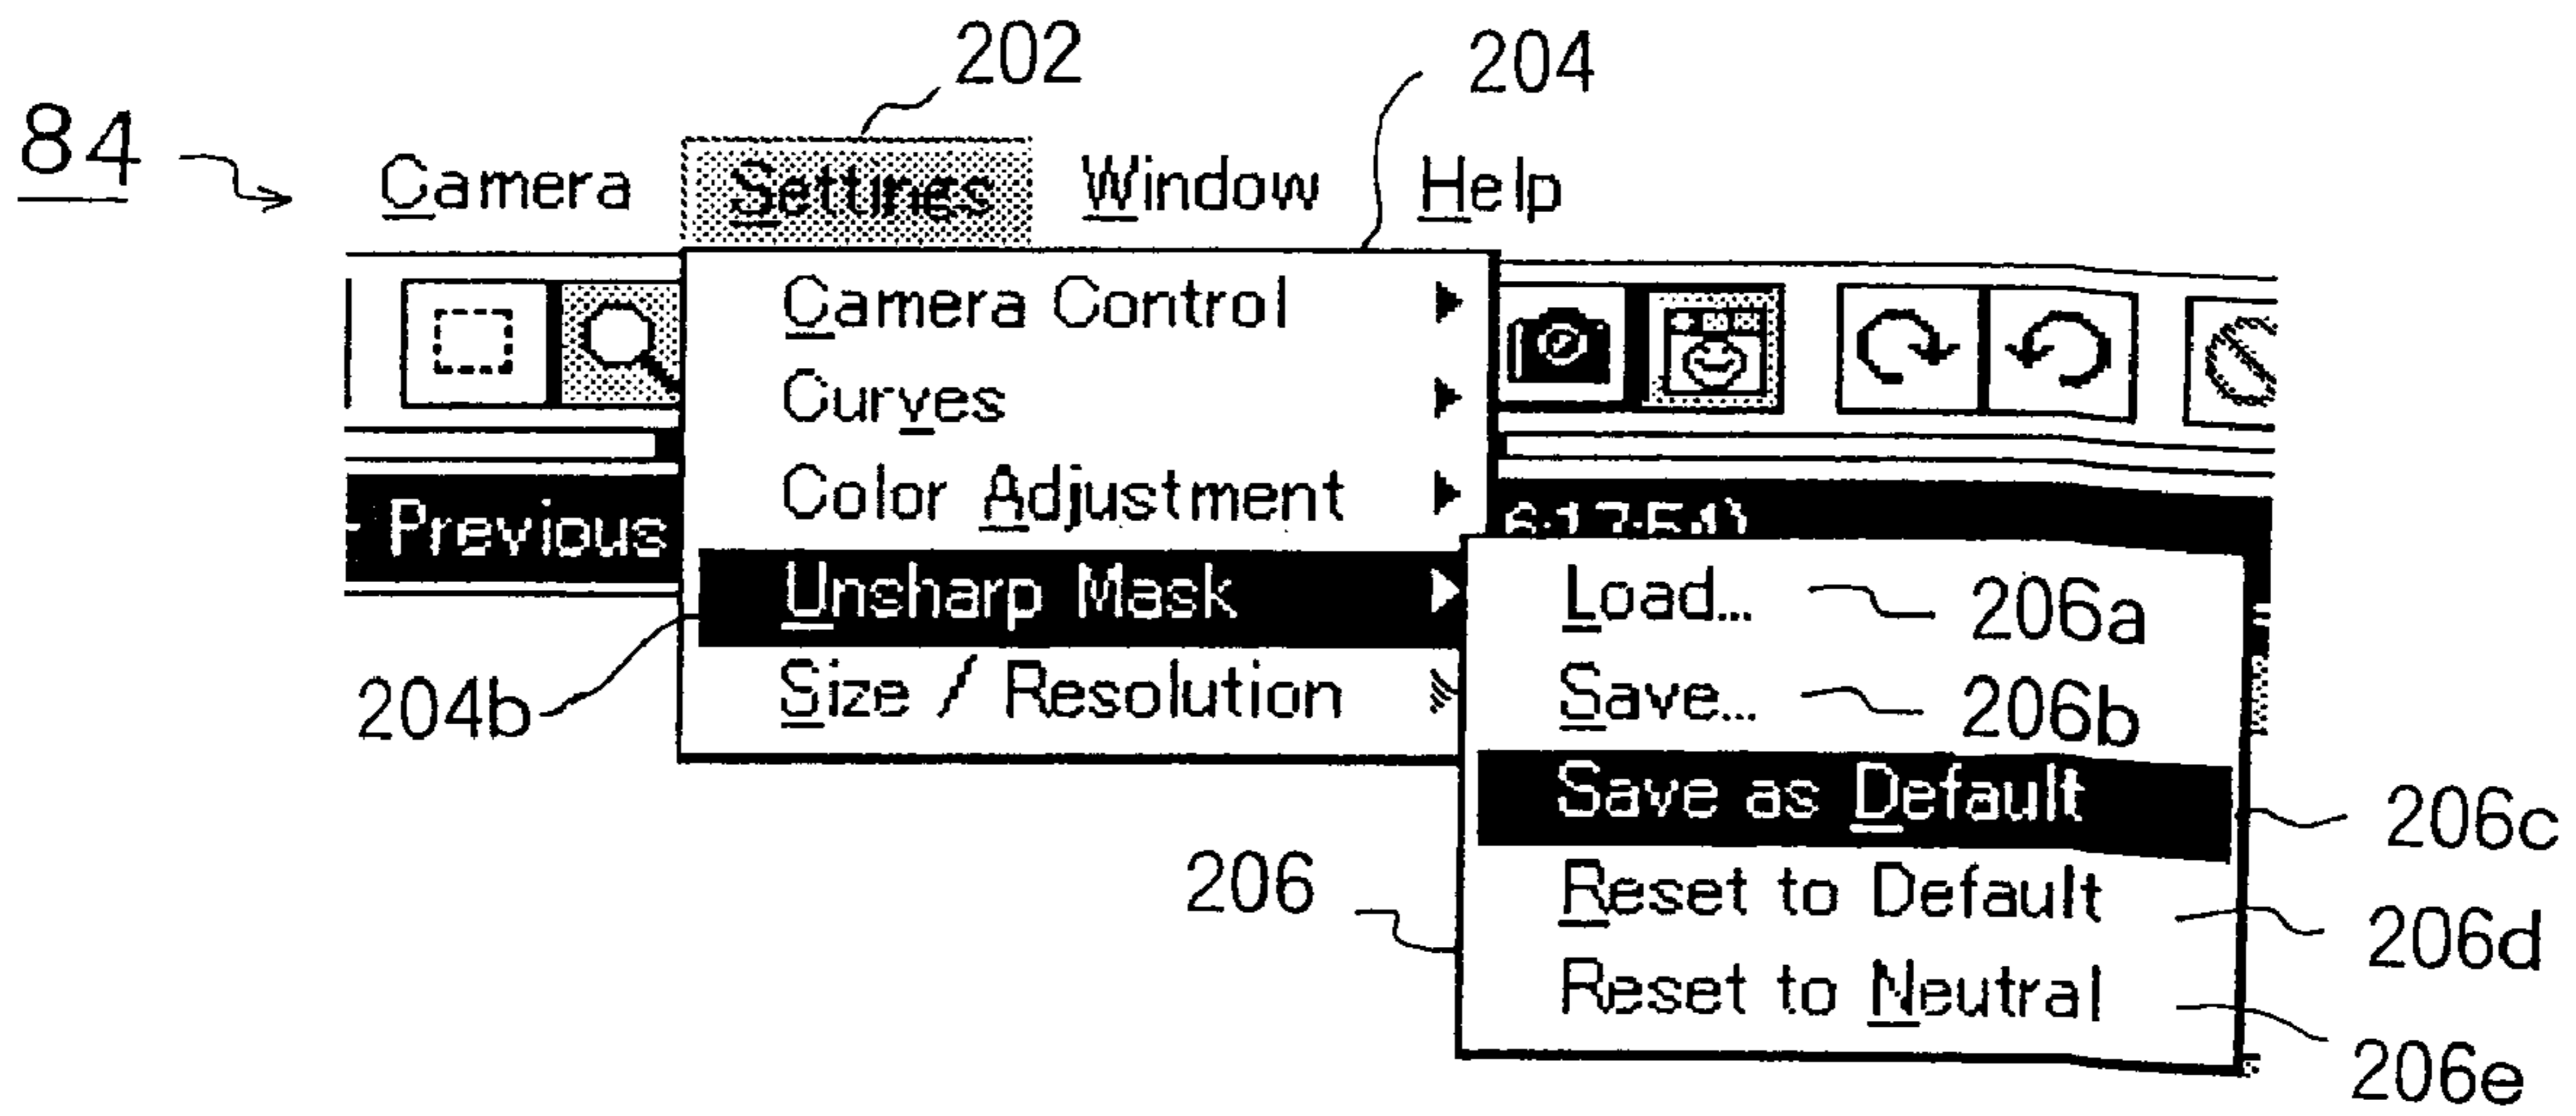 202
204
84
Camera Settings Window Help
Camera Control
Curves
Color Adjustment
Previous
Unsharp Mask
Load... 206a
204b
Size / Resolution
Save... 206b
Save as Default
206c
206
Reset to Default
206d
Reset to Neutral
206e